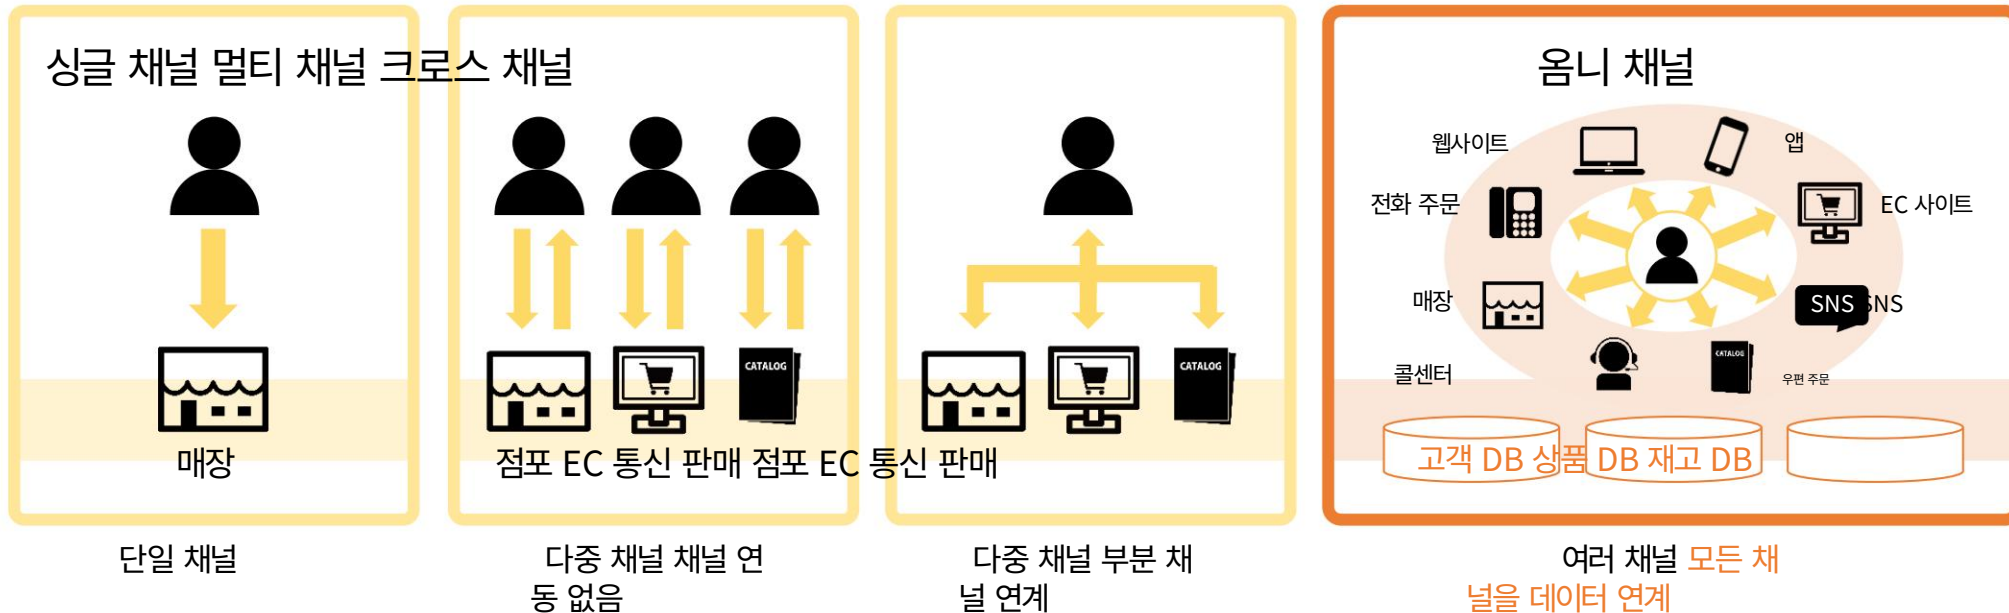 싱글 채널 멀티 채널 크로스 채널
매장
단일 채널
CATALOG
점포 EC 통신 판매 점포 EC 통신 판매
다중 채널 채널 연
동 없음
CATALOG
다중 채널 부분 채
널 연계
옴니 채널
웹사이트
앱
전화 주문
EC 사이트
매장
SNS SNS
콜센터
CATALOG
우편 주문
고객 DB 상품 DB 재고 DB
여러 채널 모든 채
널을 데이터 연계